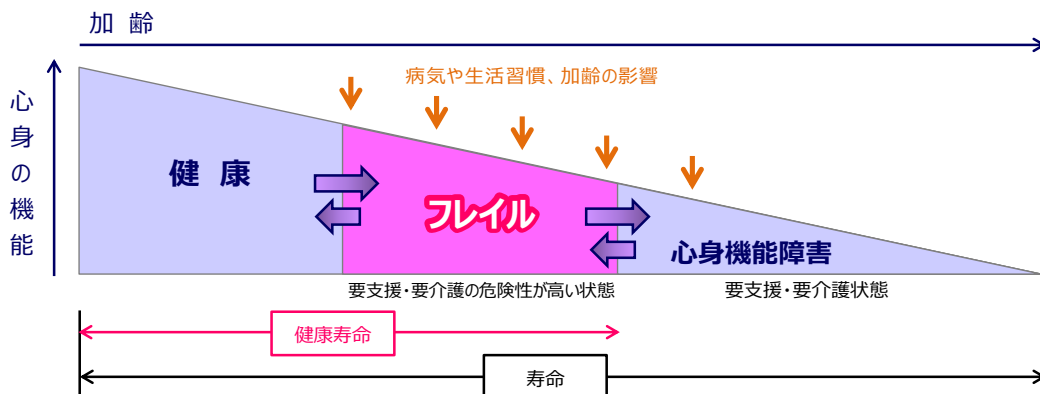 加 齢
心身の機能
病気や生活習慣、加齢の影響
健 康
フレイル
心身機能障害
要支援・要介護の危険性が高い状態
要支援・要介護状態
健康寿命
寿命